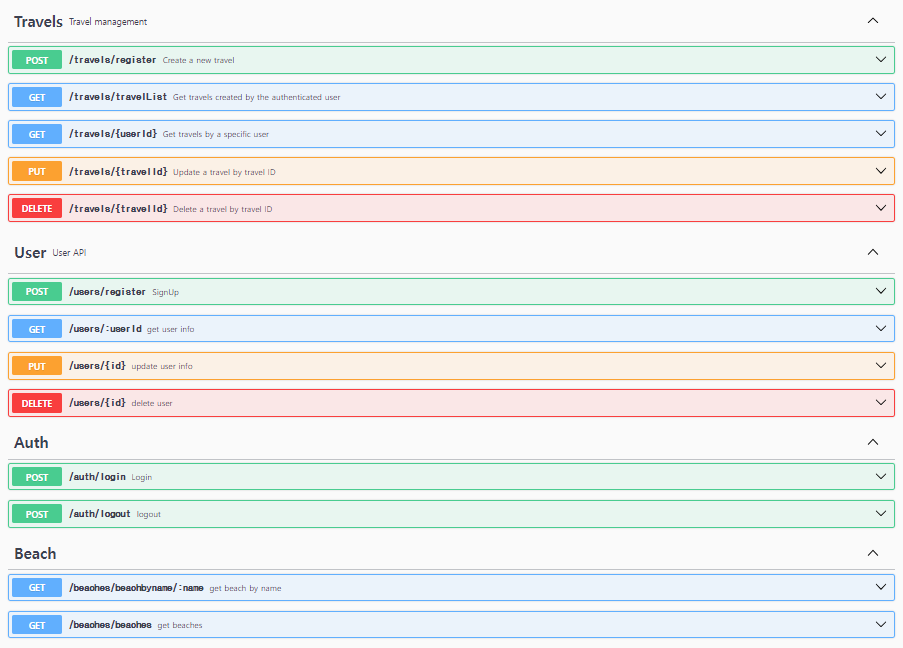 Travels Travel management
POST /travels/register Create a new travel
GET /travels/travelList Get travels created by the authenticated user
GET /travels/{userId} Get travels by a specific user
PUT /travels/{travelId} Update a travel by travel ID
DELETE /travels/{travelId} Delete a travel by travel ID
User User API
POST /users/register SignUp
GET /users/:userId get user info
PUT /users/{id} update user info
DELETE /users/{id} delete user
Auth
POST /auth/login Login
POST /auth/logout logout
Beach
GET /beaches/beachbyname/:name get beach by name
GET /beaches/beaches get beaches